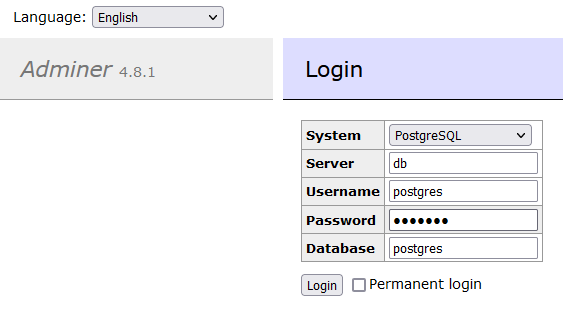 Language: English
Adminer 4.8.1
Login
System PostgreSQL
Server db
Username postgres
Password ●●●●●●●
Database postgres
Login Permanent login